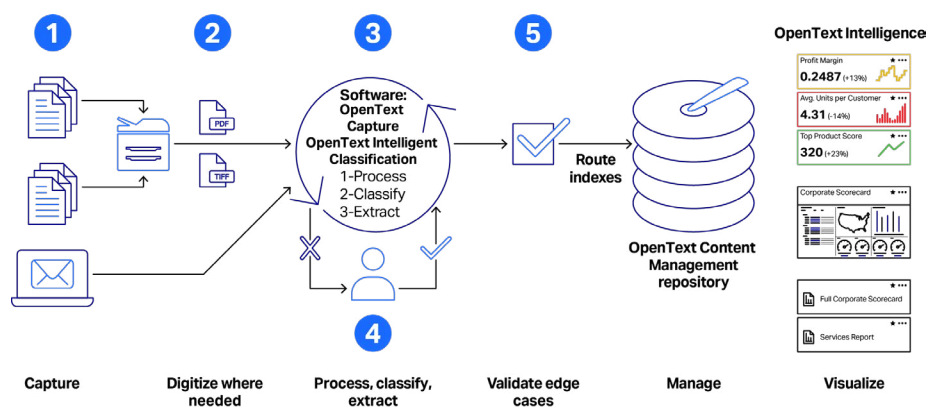 1
2
3
5
OpenText Intelligence
Profit Margin
0.2487 (+13%)
Avg. Units per Customer
4.31 (-14%)
Top Product Score
320 (+23%)
Corporate Scorecard
Full Corporate Scorecard
Services Report
PDF
TIFF
Software:
OpenText
Capture
OpenText Intelligent
Classification
1-Process
2-Classify
3-Extract
Route
indexes
OpenText Content
Management
repository
4
Capture
Digitize where
needed
Process, classify,
extract
Validate edge
cases
Manage
Visualize